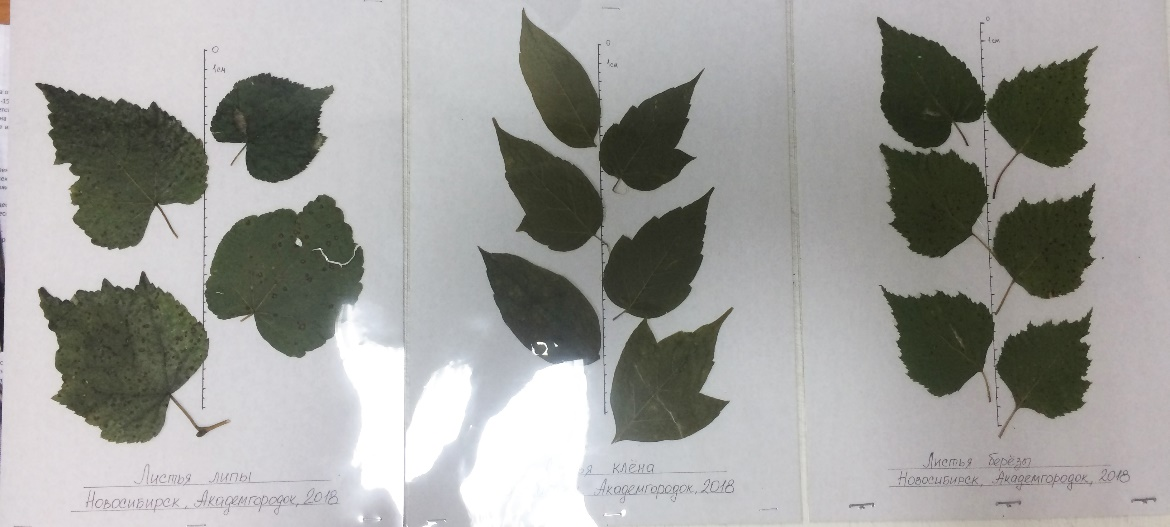 0
1см
Листья липы
Новосибирск, Академгородок, 2018
0
1см
клёна
Академгородок, 2018
0
1см
Листья берёзы
Новосибирск, Академгородок, 2018